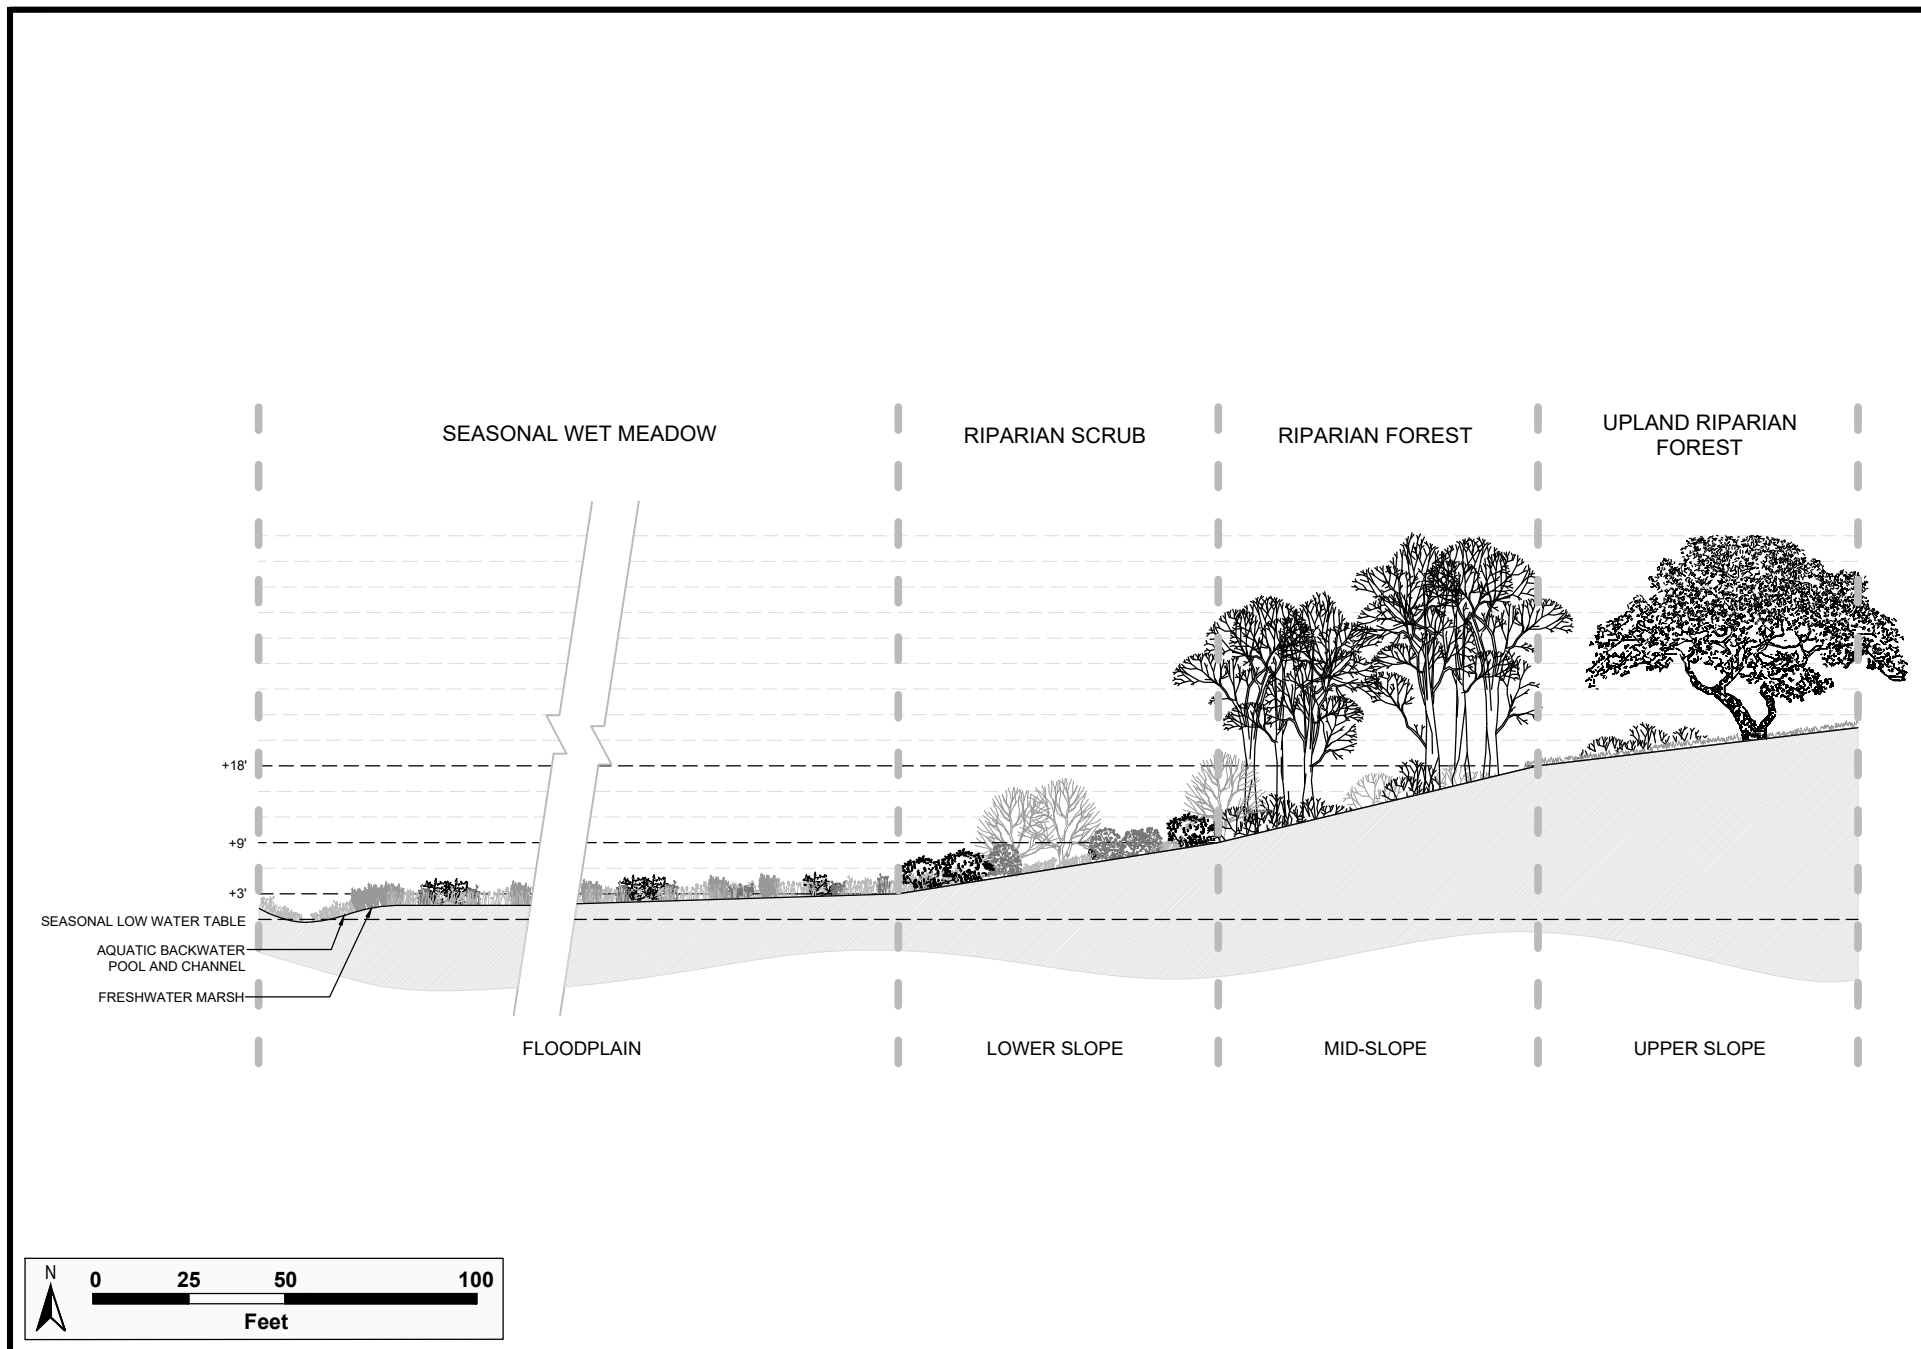 SEASONAL WET MEADOW
RIPARIAN SCRUB
RIPARIAN FOREST
UPLAND RIPARIAN
FOREST
+18'
+9'
+3'
SEASONAL LOW WATER TABLE
AQUATIC BACKWATER
POOL AND CHANNEL
FRESHWATER MARSH
FLOODPLAIN
LOWER SLOPE
MID-SLOPE
UPPER SLOPE
N
0 25 50 100
Feet